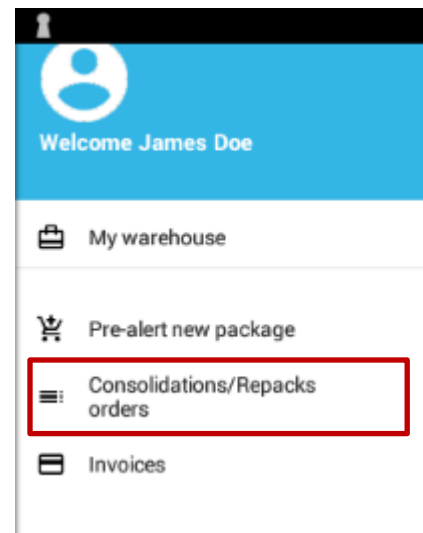 Welcome James Doe
My warehouse
Pre-alert new package
Consolidations/Repacks
orders
Invoices